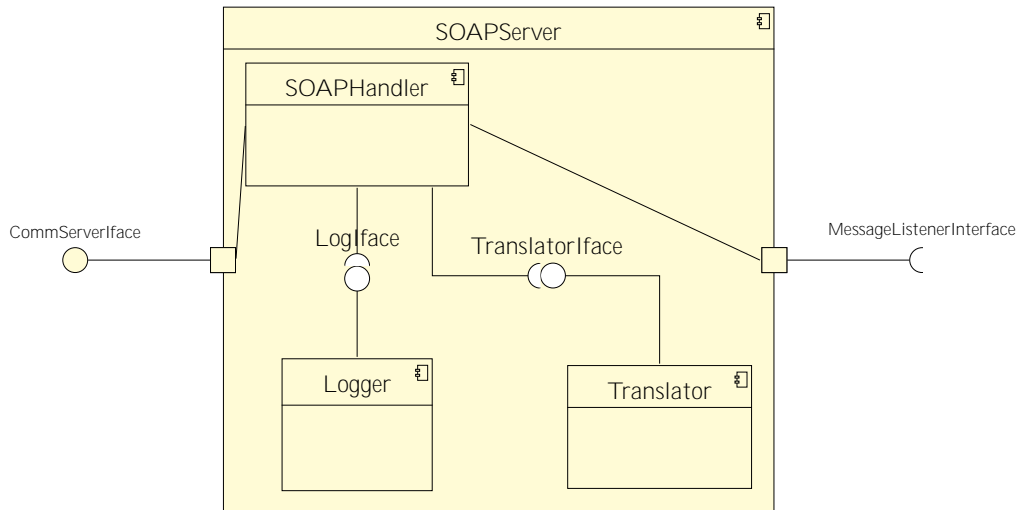 SOAPServer
SOAPHandler
CommServerIface
LogIface
TranslatorIface
MessageListenerInterface
Logger
Translator